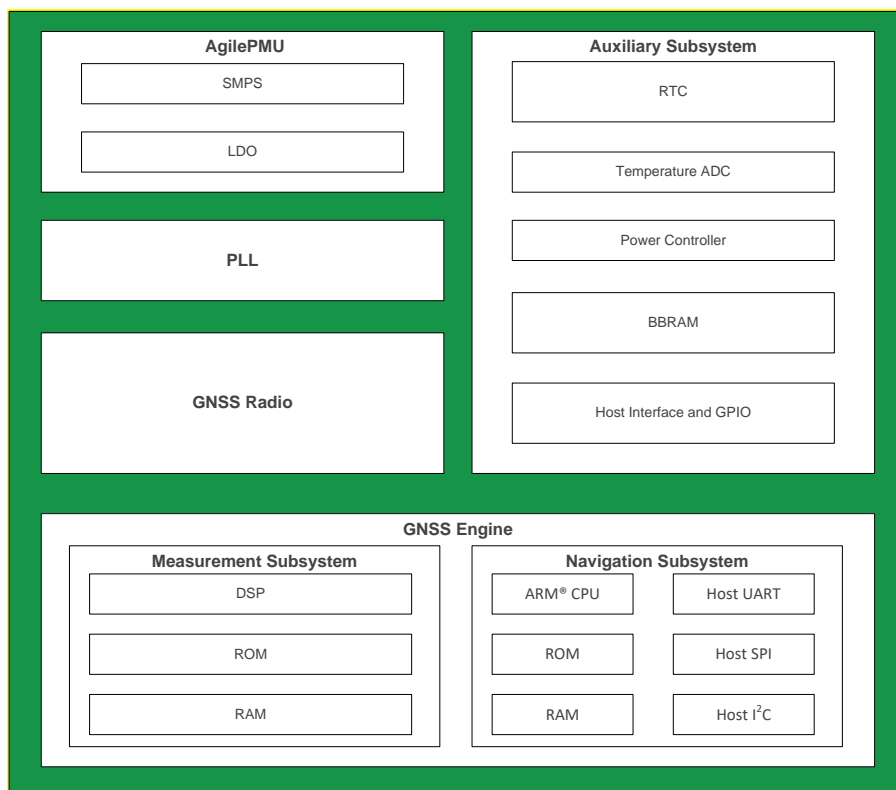 AgilePMU
SMPS
LDO
PLL
GNSS Radio
Auxiliary Subsystem
RTC
Temperature ADC
Power Controller
BBRAM
Host Interface and GPIO
GNSS Engine
Measurement Subsystem
DSP
ROM
RAM
Navigation Subsystem
ARM® CPU
Host UART
ROM
Host SPI
RAM
Host I²C